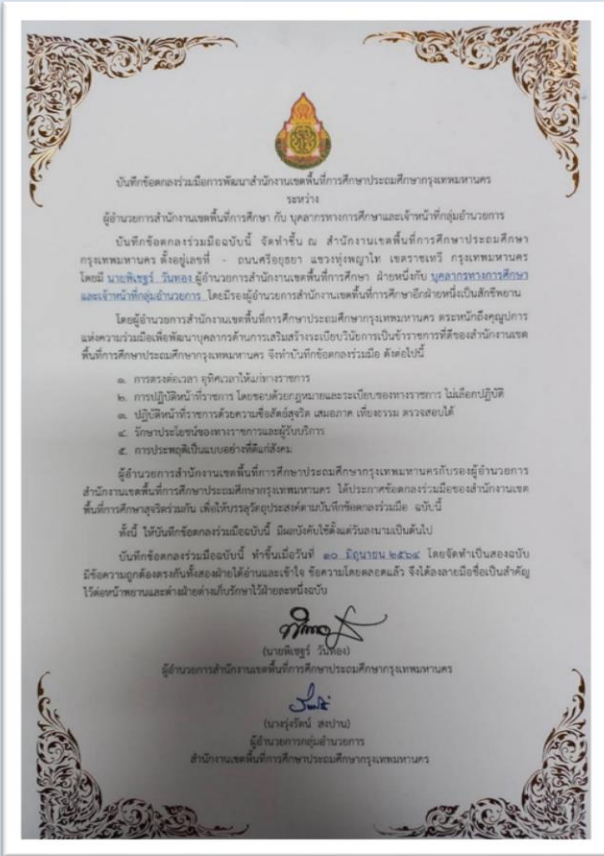 บันทึกข้อตกลงร่วมมือการพัฒนาสำนักงานเขตพื้นที่การศึกษาประถมศึกษากรุงเทพมหานคร
ระหว่าง
ผู้อำนวยการสำนักงานเขตพื้นที่การศึกษา กับ บุคลากรทางการศึกษาและเจ้าหน้าที่กลุ่มอำนวยการ
บันทึกข้อตกลงร่วมมือฉบับนี้ จัดทำขึ้น ณ สำนักงานเขตพื้นที่การศึกษาประถมศึกษา
กรุงเทพมหานคร ตั้งอยู่เลขที่ - ถนนศรีอยุธยา แขวงทุ่งพญาไท เขตราชเทวี กรุงเทพมหานคร
โดยมี นายพิเชฐร์ วันทอง ผู้อำนวยการสำนักงานเขตพื้นที่การศึกษา ฝ่ายหนึ่งกับ บุคลากรทางการศึกษา
และเจ้าหน้าที่กลุ่มอำนวยการ โดยมีรองผู้อำนวยการสำนักงานเขตพื้นที่การศึกษาอีกฝ่ายหนึ่งเป็นสักขีพยาน
โดยผู้อำนวยการสำนักงานเขตพื้นที่การศึกษาประถมศึกษากรุงเทพมหานคร ตระหนักถึงคุณูปการ
แห่งความร่วมมือเพื่อพัฒนาบุคลากรด้านการเสริมสร้างระเบียบวินัยการเป็นข้าราชการที่ดีของสำนักงานเขต
พื้นที่การศึกษาประถมศึกษากรุงเทพมหานคร จึงทำบันทึกข้อตกลงร่วมมือ ดังต่อไปนี้
๑. การตรงต่อเวลา อุทิศเวลาให้แก่ทางราชการ
๒. การปฏิบัติหน้าที่ราชการ โดยชอบด้วยกฎหมายและระเบียบของทางราชการ ไม่เลือกปฏิบัติ
๓. ปฏิบัติหน้าที่ราชการด้วยความซื่อสัตย์สุจริต เสมอภาค เที่ยงธรรม ตรวจสอบได้
๔. รักษาประโยชน์ของทางราชการและผู้รับบริการ
๕. การประพฤติเป็นแบบอย่างที่ดีแก่สังคม
ผู้อำนวยการสำนักงานเขตพื้นที่การศึกษาประถมศึกษากรุงเทพมหานครกับรองผู้อำนวยการ
สำนักงานเขตพื้นที่การศึกษาประถมศึกษากรุงเทพมหานคร ได้ประกาศข้อตกลงร่วมมือของสำนักงานเขต
พื้นที่การศึกษาสุจริตร่วมกัน เพื่อให้บรรลุวัตถุประสงค์ตามบันทึกข้อตกลงร่วมมือ ฉบับนี้
ทั้งนี้ ให้บันทึกข้อตกลงร่วมมือฉบับนี้ มีผลบังคับใช้ตั้งแต่วันลงนามเป็นต้นไป
บันทึกข้อตกลงร่วมมือฉบับนี้ ทำขึ้นเมื่อวันที่ ๑๐ มิถุนายน ๒๕๖๔ โดยจัดทำเป็นสองฉบับ
มีข้อความถูกต้องตรงกันทั้งสองฝ่ายได้อ่านและเข้าใจ ข้อความโดยตลอดแล้ว จึงได้ลงลายมือชื่อเป็นสำคัญ
ไว้ต่อหน้าพยานและต่างฝ่ายต่างเก็บรักษาไว้ฝ่ายละหนึ่งฉบับ
(นายพิเชฐร์ วันทอง)
ผู้อำนวยการสำนักงานเขตพื้นที่การศึกษาประถมศึกษากรุงเทพมหานคร
(นางรุ่งรัตน์ สงปาน)
ผู้อำนวยการกลุ่มอำนวยการ
สำนักงานเขตพื้นที่การศึกษาประถมศึกษากรุงเทพมหานคร